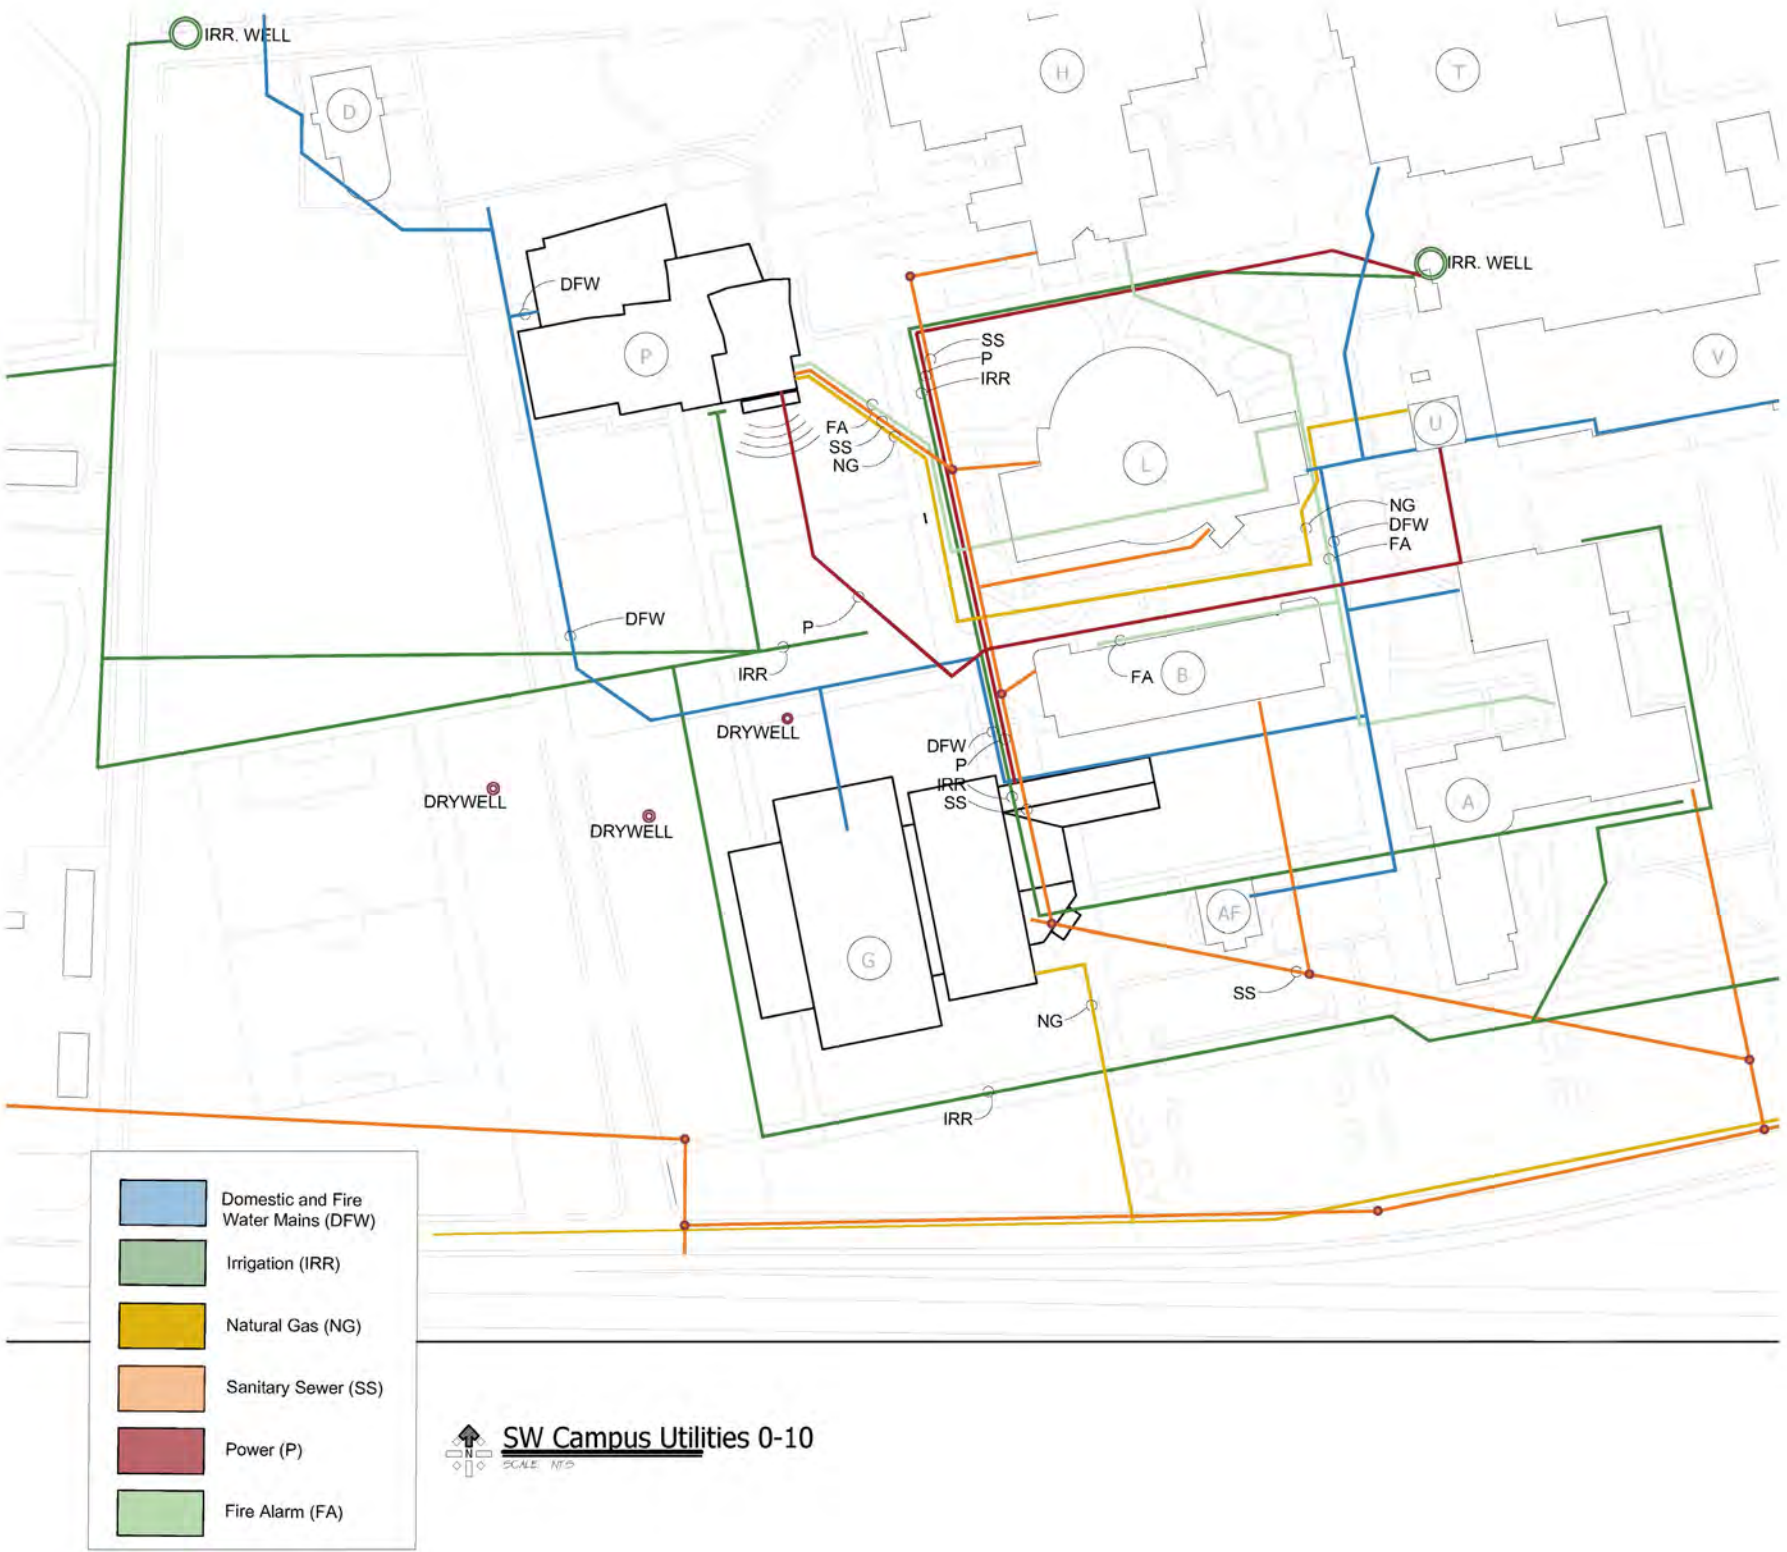 IRR. WELL
D
H
T
IRR. WELL
DFW
P
SS
P
IRR
V
FA
SS
NG
U
L
NG
DFW
FA
DFW
P
IRR
FA
B
DRYWELL
DFW
P
IRR
SS
DRYWELL
DRYWELL
A
AF
G
SS
NG
IRR
Domestic and Fire
Water Mains (DFW)
Irrigation (IRR)
Natural Gas (NG)
Sanitary Sewer (SS)
Power (P)
Fire Alarm (FA)
N
SW Campus Utilities 0-10
SCALE NTS